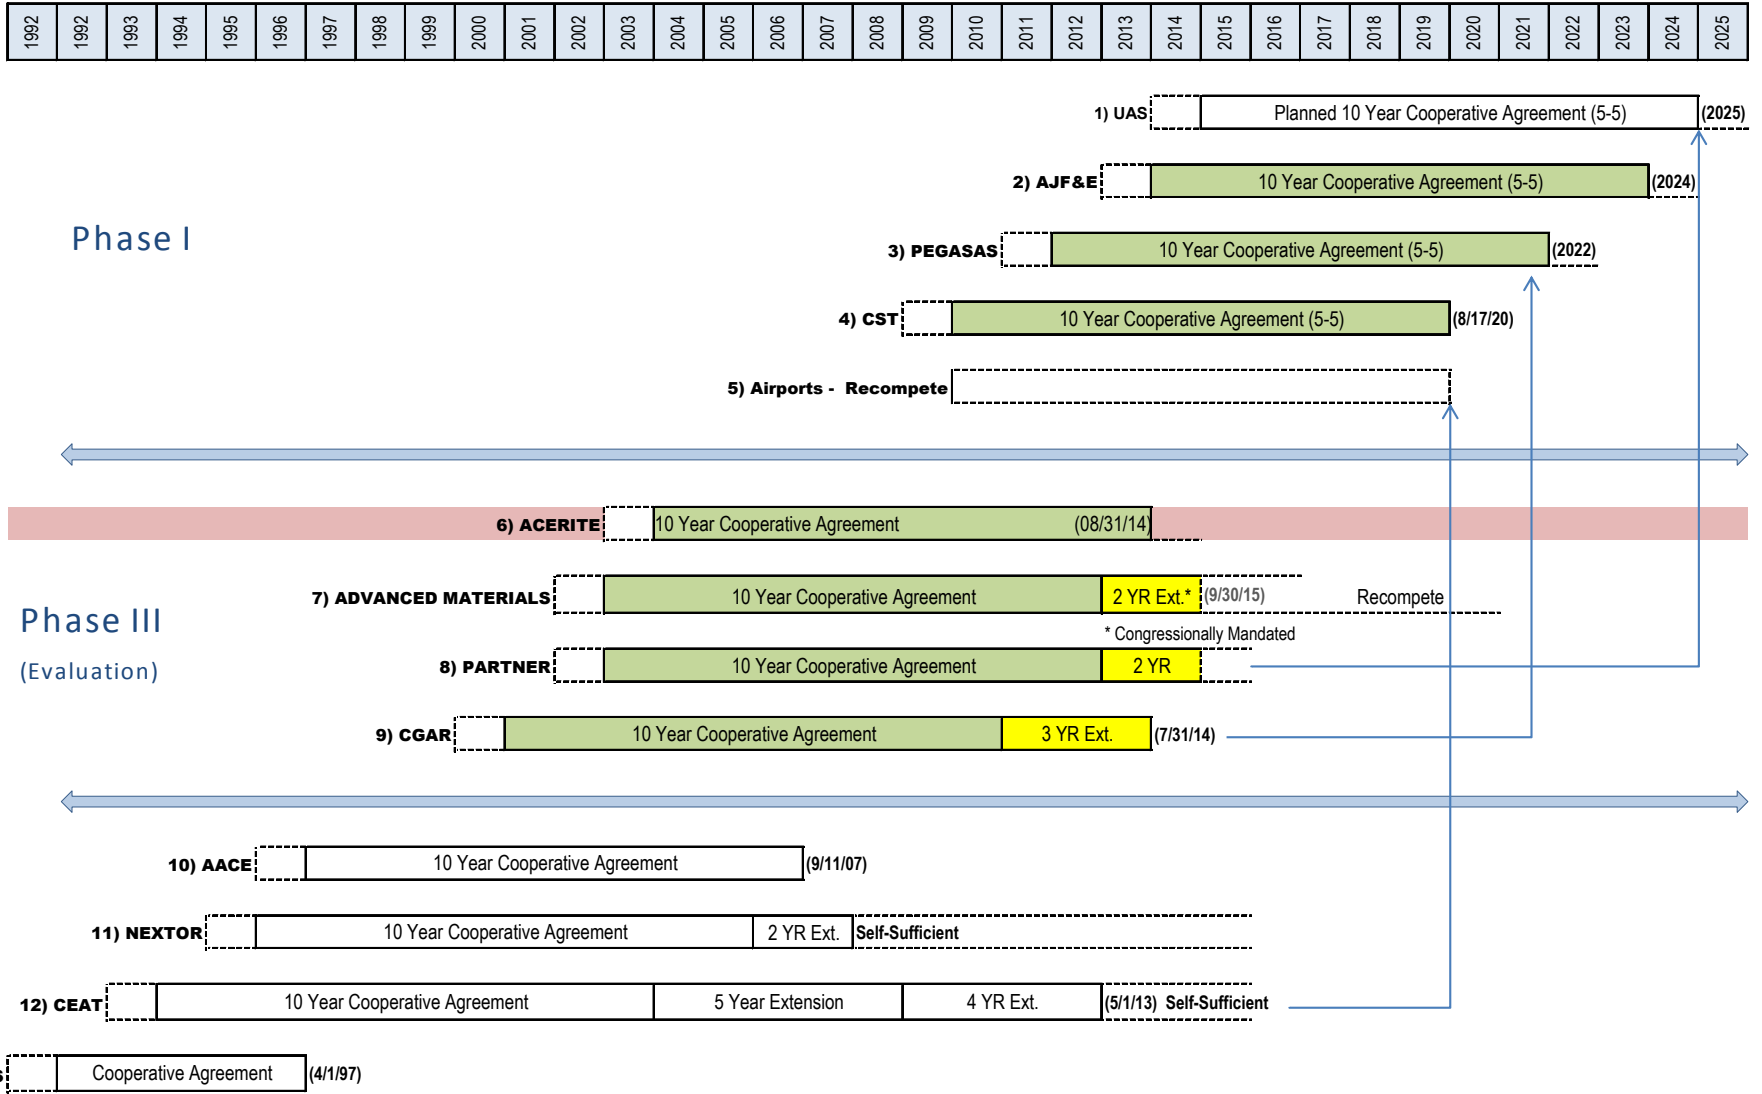 1992 1992 1993 1994 1995 1996 1997 1998 1999 2000 2001 2002 2003 2004 2005 2006 2007 2008 2009 2010 2011 2012 2013 2014 2015 2016 2017 2018 2019 2020 2021 2022 2023 2024 2025
1) UAS Planned 10 Year Cooperative Agreement (5-5) (2025)
2) AJF&E 10 Year Cooperative Agreement (5-5) (2024)
Phase I
3) PEGASAS 10 Year Cooperative Agreement (5-5) (2022)
4) CST 10 Year Cooperative Agreement (5-5) (8/17/20)
5) Airports - Recompete
6) ACERITE 10 Year Cooperative Agreement (08/31/14)
7) ADVANCED MATERIALS 10 Year Cooperative Agreement 2 YR Ext.* (9/30/15) Recompete
Phase III
* Congressionally Mandated
(Evaluation)
8) PARTNER 10 Year Cooperative Agreement 2 YR
9) CGAR 10 Year Cooperative Agreement 3 YR Ext. (7/31/14)
10) AACE 10 Year Cooperative Agreement (9/11/07)
11) NEXTOR 10 Year Cooperative Agreement 2 YR Ext. Self-Sufficient
12) CEAT 10 Year Cooperative Agreement 5 Year Extension 4 YR Ext. (5/1/13) Self-Sufficient
Cooperative Agreement (4/1/97)